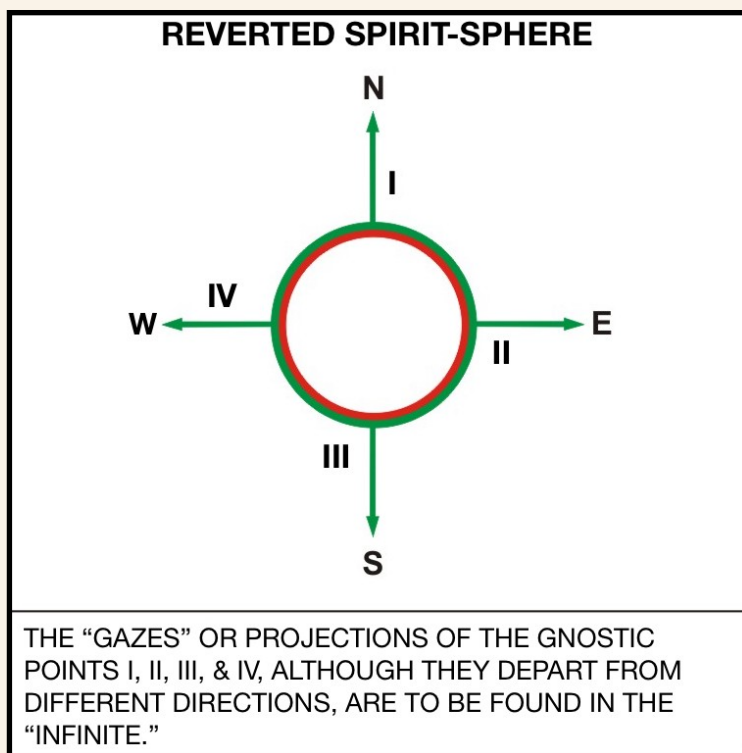 REVERTED SPIRIT-SPHERE
N
I
IV
W
E
II
III
S
THE “GAZES” OR PROJECTIONS OF THE GNOSTIC
POINTS I, II, III, & IV, ALTHOUGH THEY DEPART FROM
DIFFERENT DIRECTIONS, ARE TO BE FOUND IN THE
“INFINITE.”